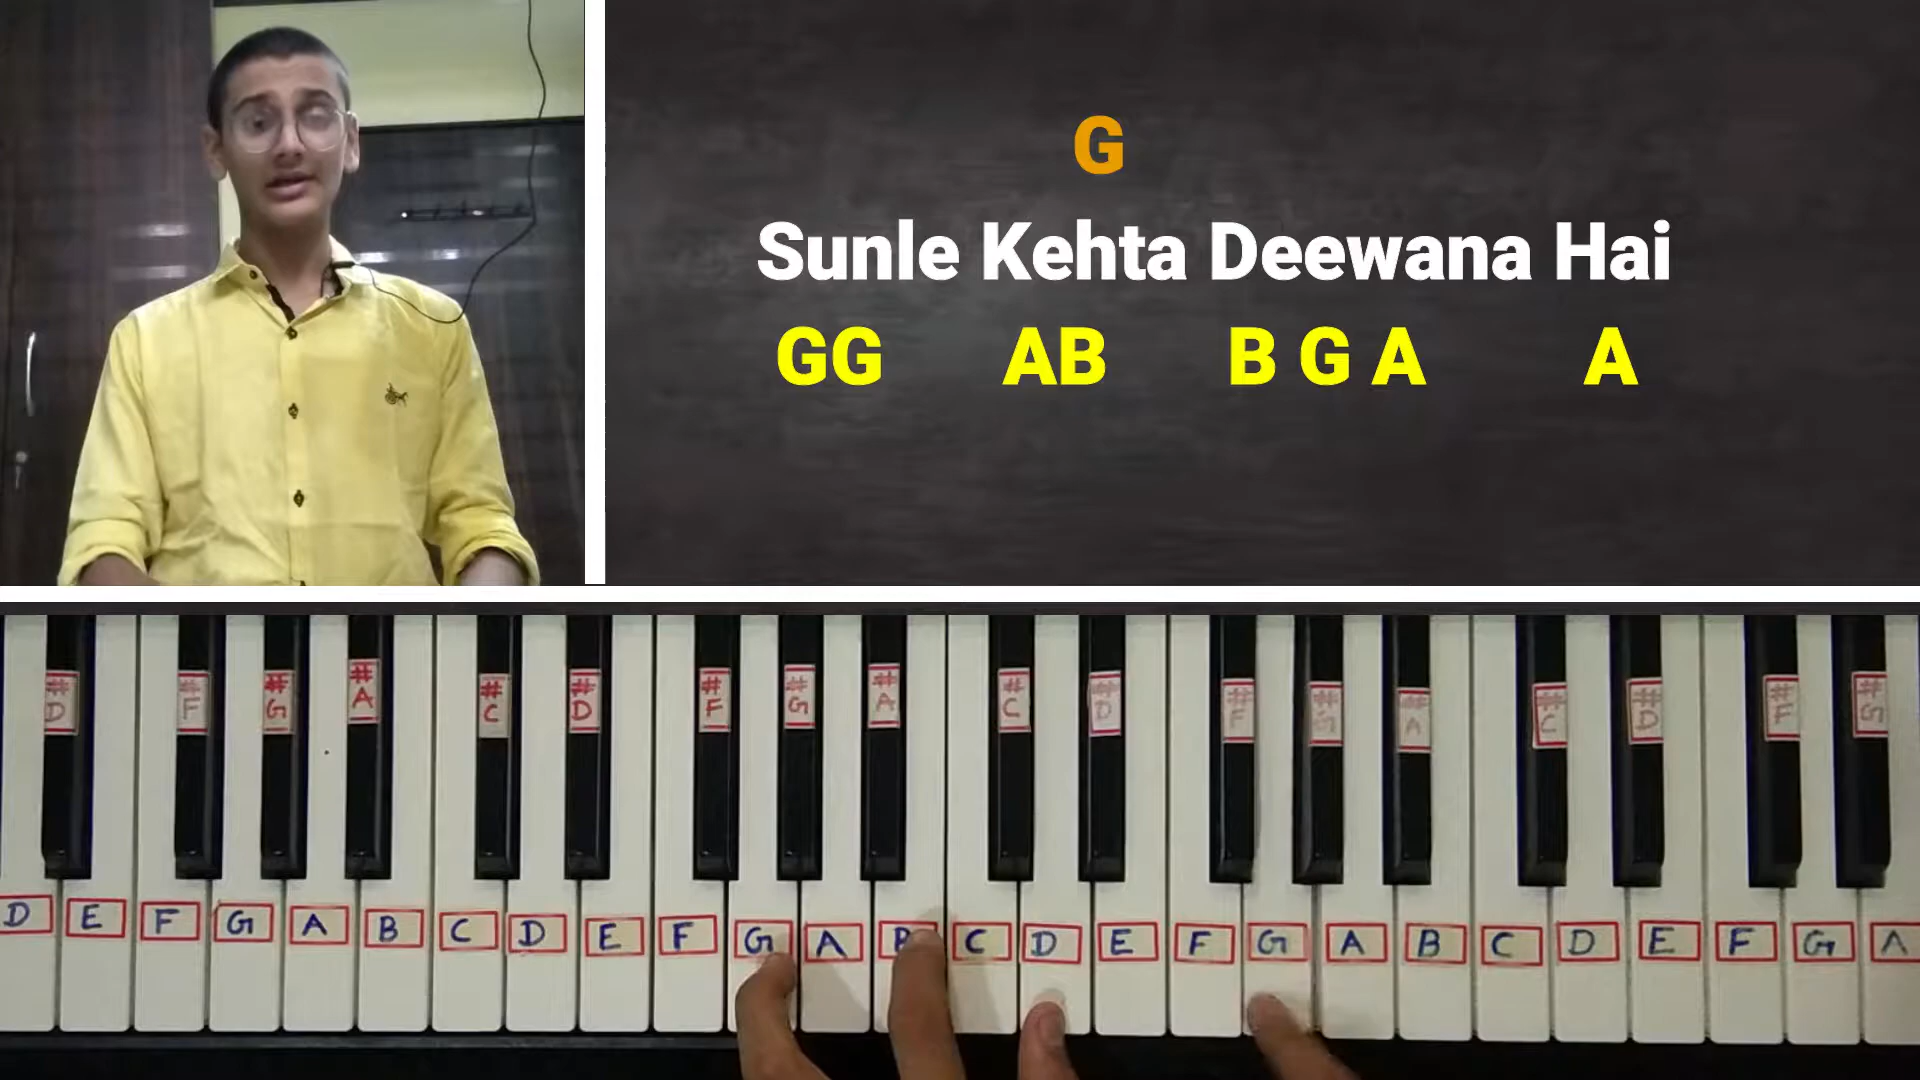 G
Sunle Kehta Deewana Hai
GG AB B G A A
#D #F #G #A #C #D #F #G #A #C #D #F #G #A #C #D #F #G
D E F G A B C D E F G A B C D E F G A B C D E F G A